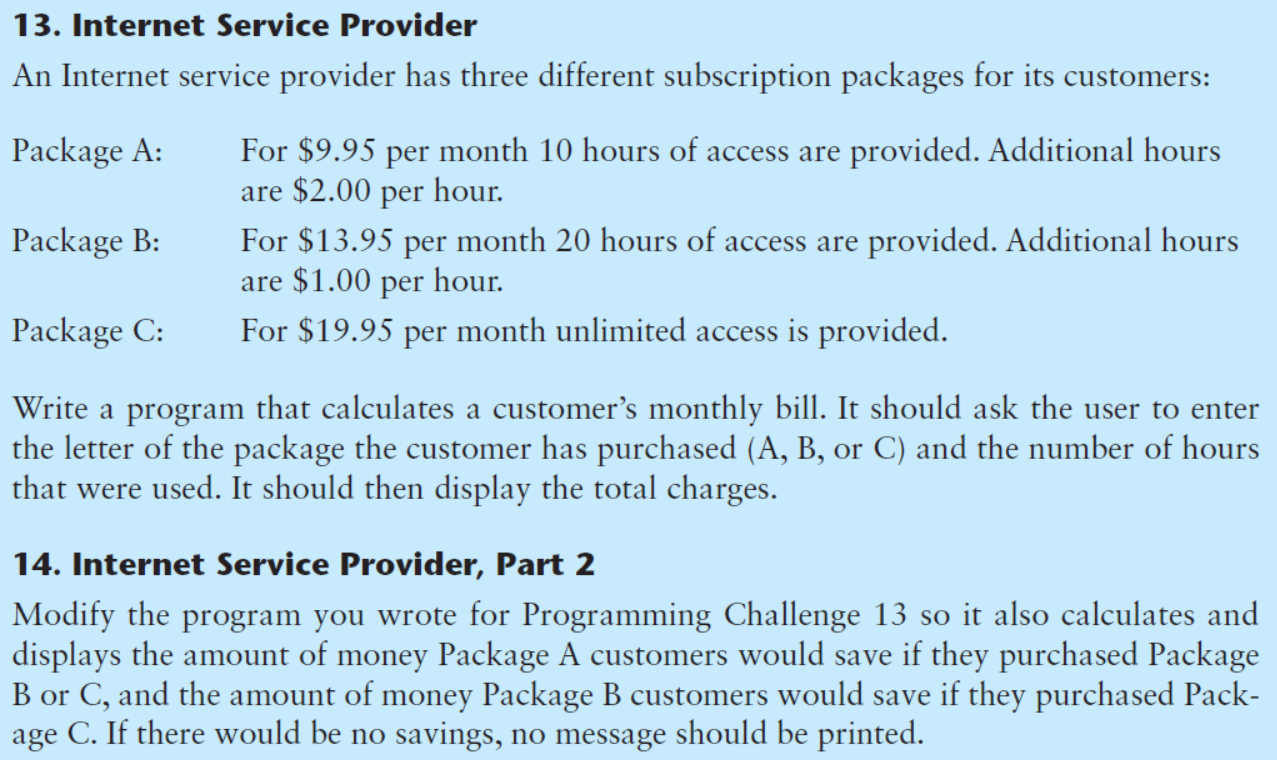 13. Internet Service Provider
An Internet service provider has three different subscription packages for its customers:
Package A: For $9.95 per month 10 hours of access are provided. Additional hours
are $2.00 per hour.
Package B: For $13.95 per month 20 hours of access are provided. Additional hours
are $1.00 per hour.
Package C: For $19.95 per month unlimited access is provided.
Write a program that calculates a customer’s monthly bill. It should ask the user to enter
the letter of the package the customer has purchased (A, B, or C) and the number of hours
that were used. It should then display the total charges.
14. Internet Service Provider, Part 2
Modify the program you wrote for Programming Challenge 13 so it also calculates and
displays the amount of money Package A customers would save if they purchased Package
B or C, and the amount of money Package B customers would save if they purchased Pack-
age C. If there would be no savings, no message should be printed.